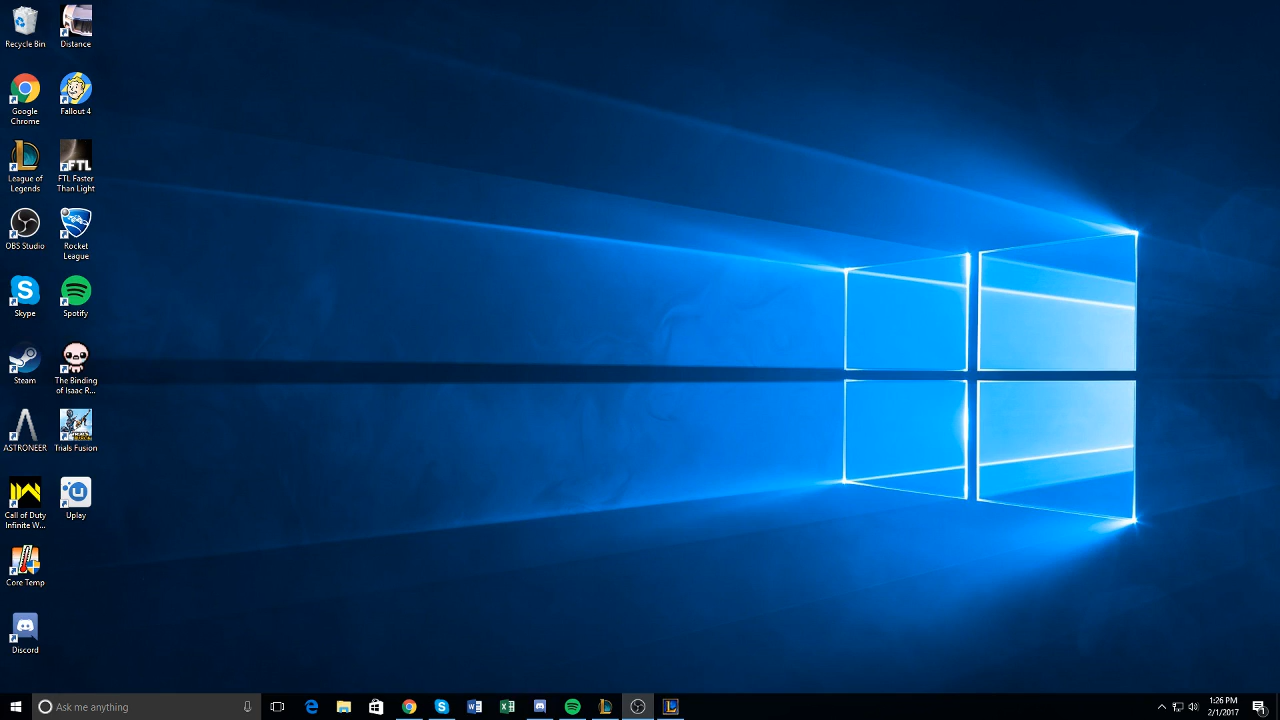 Recycle Bin
Distance
Google
Chrome
Fallout 4
League of
Legends
FTL
FTL Faster
Than Light
OBS Studio
Rocket
League
Skype
Spotify
Steam
The Binding
of Isaac R...
ASTRONEER
Trials Fusion
Call of Duty
Infinite W...
Uplay
Core Temp
Discord
Ask me anything
1:26 PM
2/1/2017